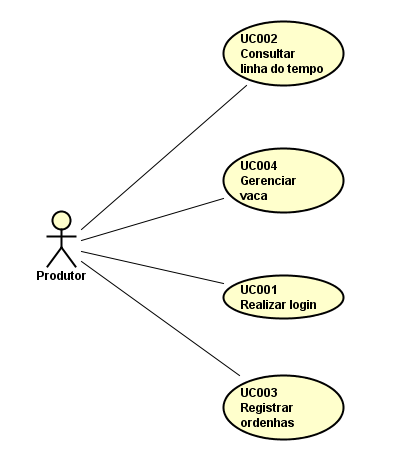 UC002
Consultar
linha do tempo
UC004
Gerenciar
vaca
Produtor
UC001
Realizar login
UC003
Registrar
ordenhas